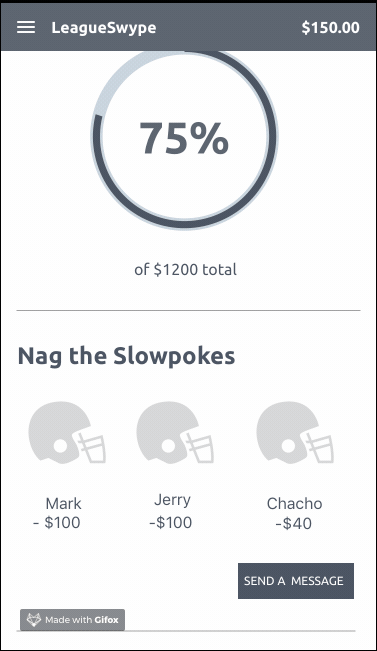 LeagueSwype $150.00
75%
of $1200 total
Nag the Slowpokes
Mark Jerry Chacho
- $100 -$100 -$40
SEND A MESSAGE
Made with Gifox